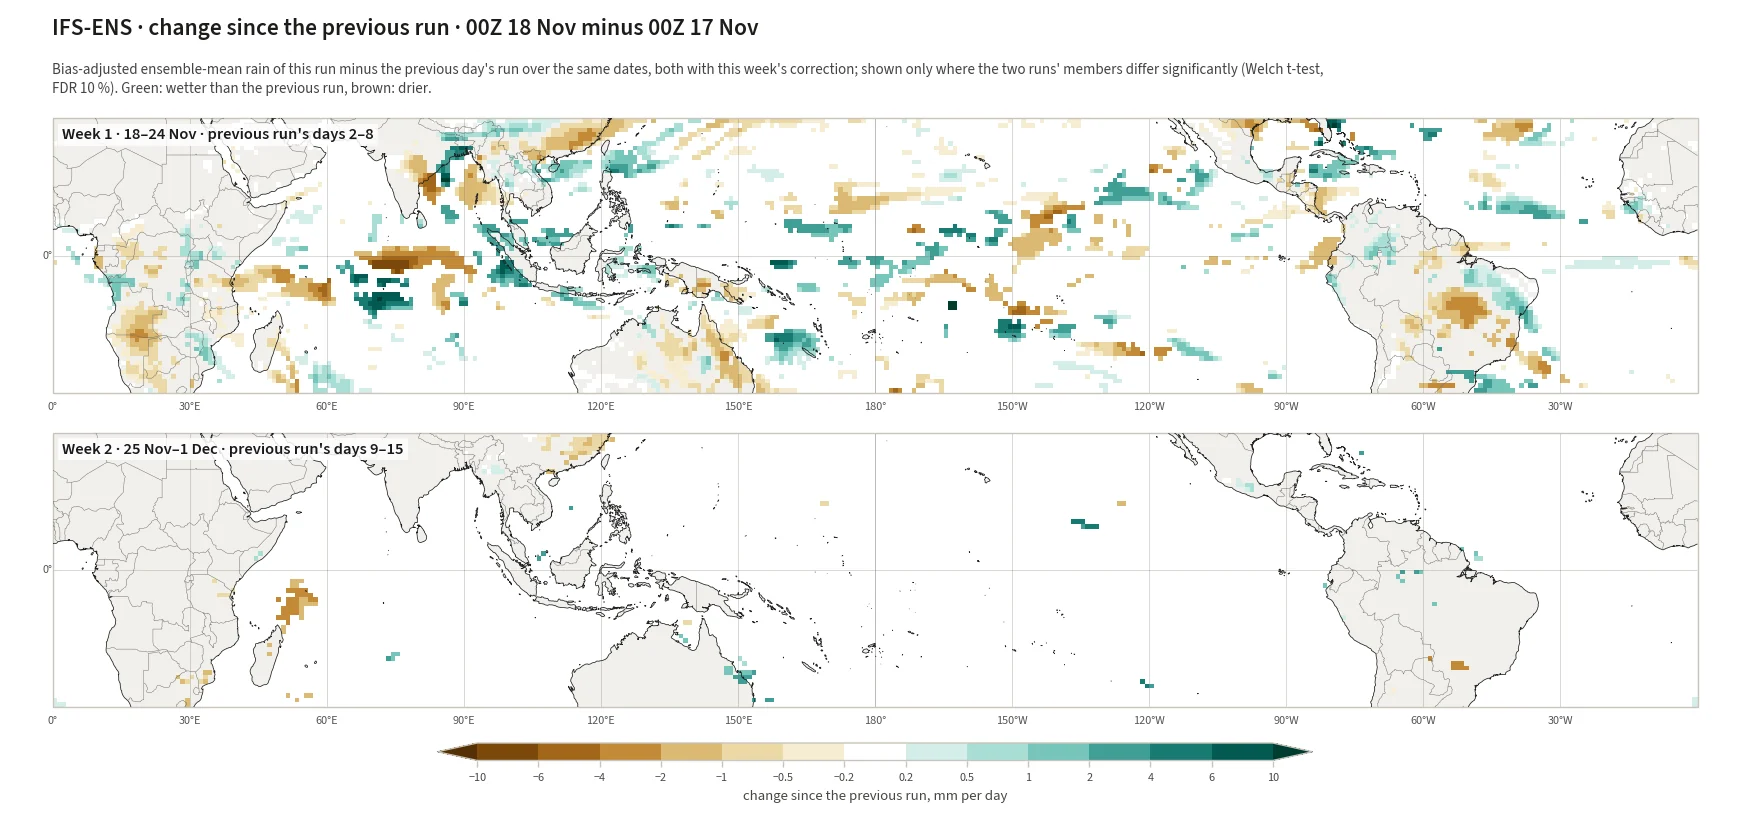 IFS-ENS · change since the previous run · 00Z 18 Nov minus 00Z 17 Nov
Bias-adjusted ensemble-mean rain of this run minus the previous day's run over the same dates, both with this week's correction; shown only where the two runs' members differ significantly (Welch t-test,
FDR 10 %). Green: wetter than the previous run, brown: drier.
Week 1 · 18–24 Nov · previous run's days 2–8
0°
0° 30°E 60°E 90°E 120°E 150°E 180° 150°W 120°W 90°W 60°W 30°W
Week 2 · 25 Nov–1 Dec · previous run's days 9–15
0°
0° 30°E 60°E 90°E 120°E 150°E 180° 150°W 120°W 90°W 60°W 30°W
−10 −6 −4 −2 −1 −0.5 −0.2 0.2 0.5 1 2 4 6 10
change since the previous run, mm per day